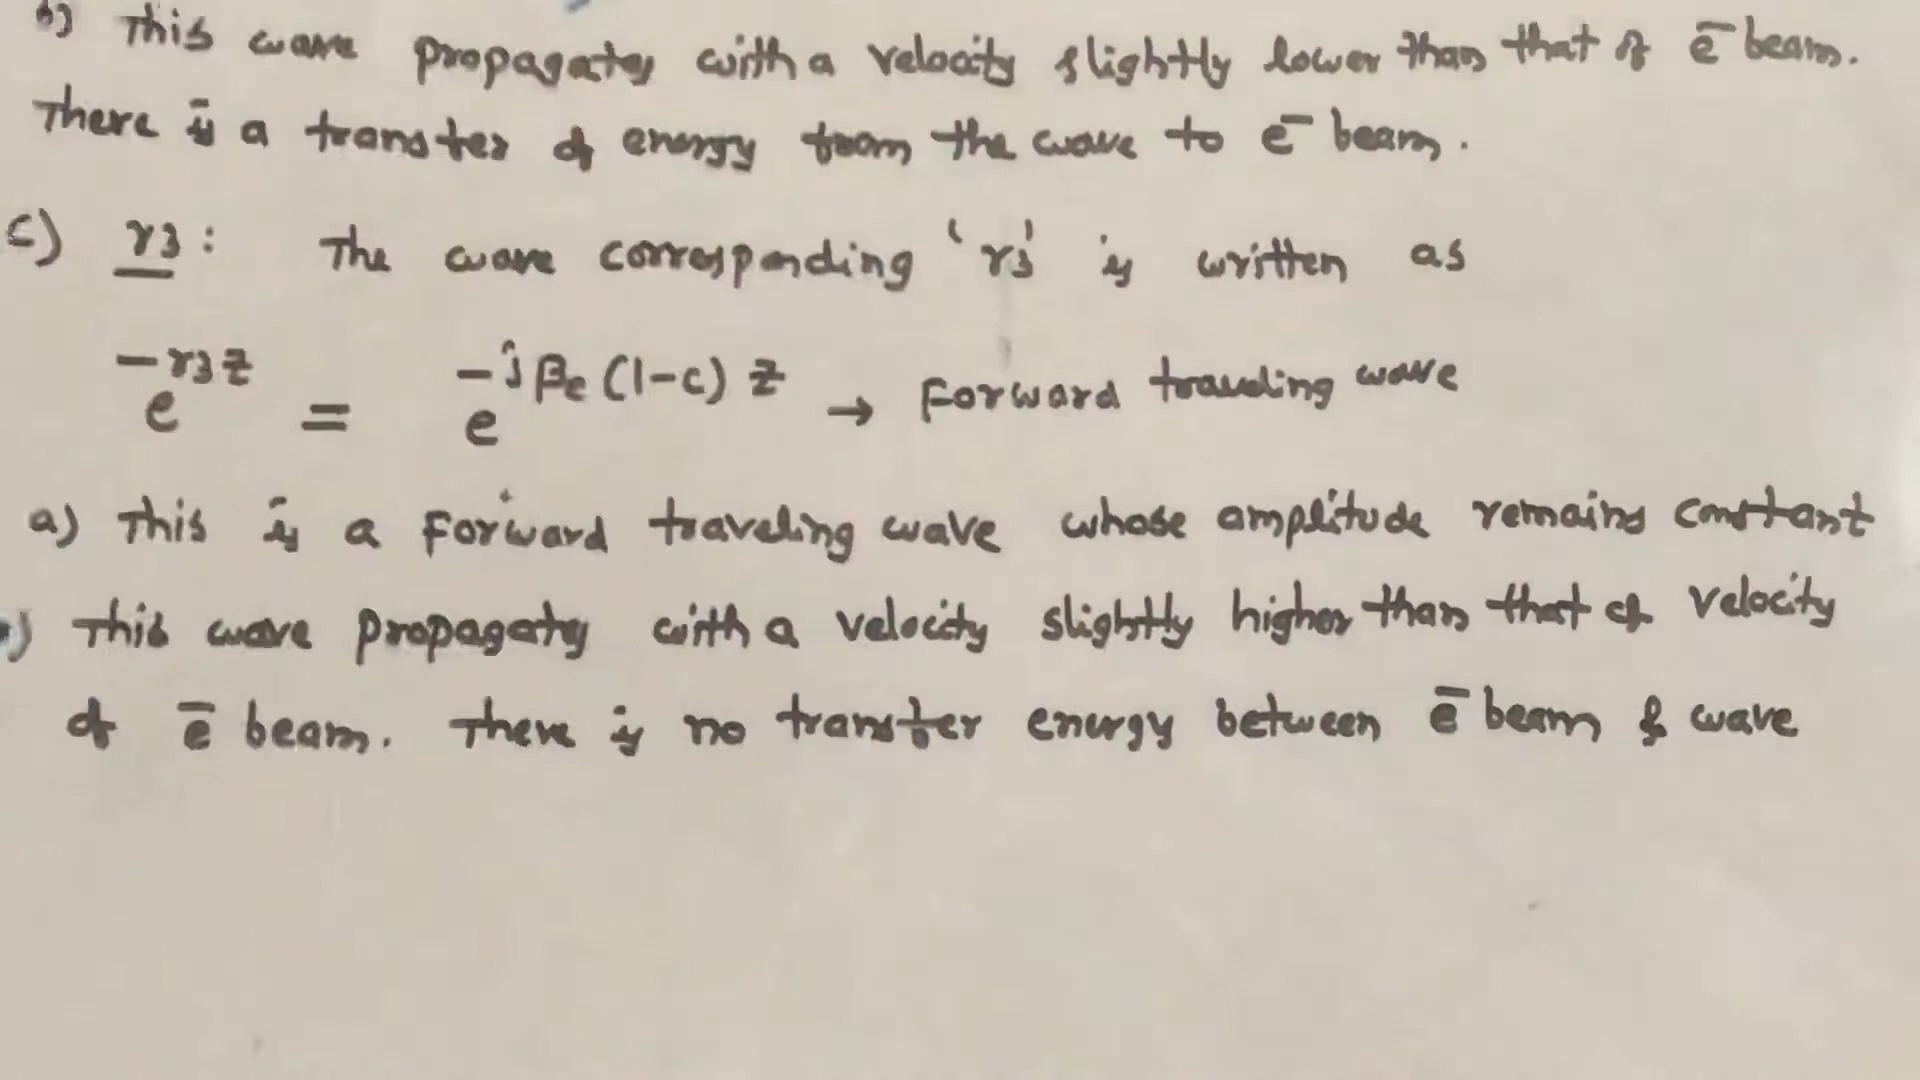 b) This wave propagates with a velocity slightly lower than that of e⁻ beam.
There is a transfer of energy from the wave to e⁻ beam.
c) γ3 : The wave corresponding 'γ3' is written as
e^{-γ3z} = e^{-jβe(1-c)z} → Forward traveling wave
a) This is a forward traveling wave whose amplitude remains constant
) This wave propagates with a velocity slightly higher than that of velocity
of e⁻ beam. There is no transfer energy between e⁻ beam & wave